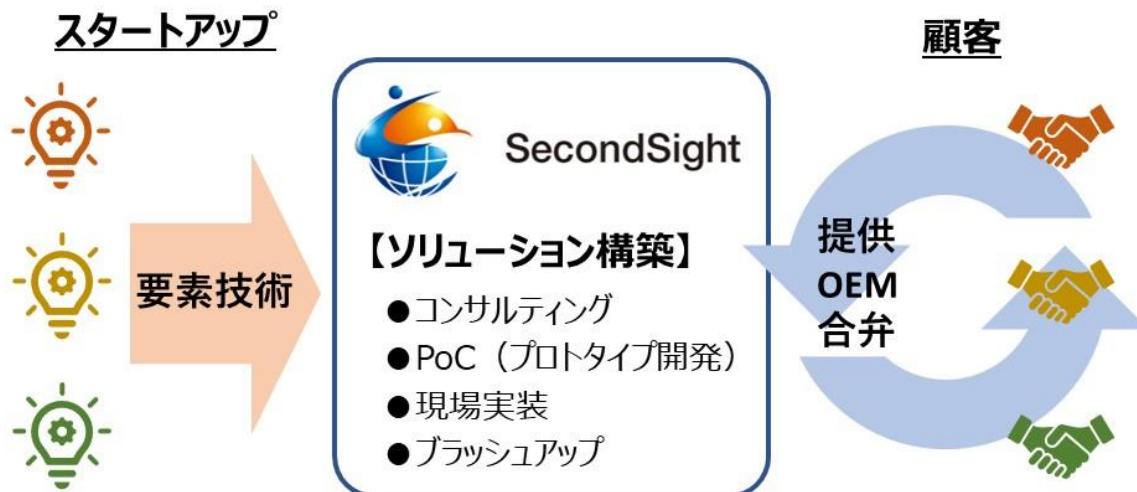 スタートアップ
顧客
SecondSight
【ソリューション構築】
●コンサルティング
●PoC（プロトタイプ開発）
●現場実装
●ブラッシュアップ
要素技術
提供
OEM
合弁